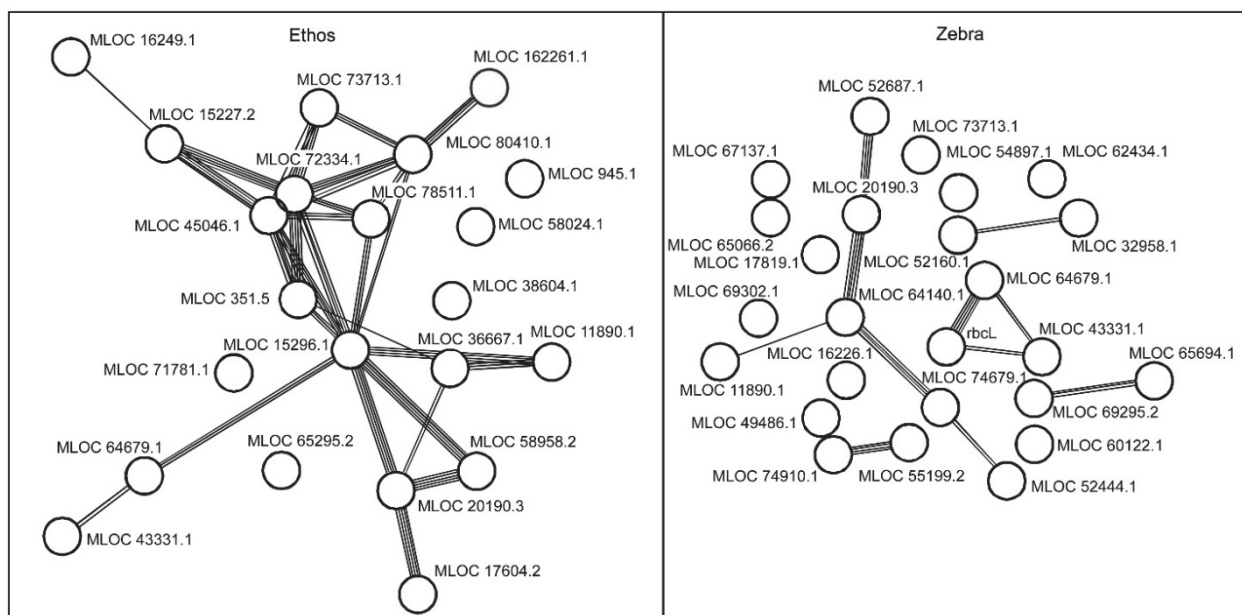 Ethos
MLOC 16249.1
MLOC 162261.1
MLOC 73713.1
MLOC 15227.2
MLOC 80410.1
MLOC 72334.1
MLOC 945.1
MLOC 78511.1
MLOC 45046.1
MLOC 58024.1
MLOC 351.5
MLOC 38604.1
MLOC 15296.1
MLOC 36667.1
MLOC 11890.1
MLOC 71781.1
MLOC 65295.2
MLOC 58958.2
MLOC 64679.1
MLOC 20190.3
MLOC 43331.1
MLOC 17604.2
Zebra
MLOC 52687.1
MLOC 73713.1
MLOC 67137.1
MLOC 54897.1
MLOC 62434.1
MLOC 20190.3
MLOC 65066.2
MLOC 32958.1
MLOC 17819.1
MLOC 52160.1
MLOC 64679.1
MLOC 69302.1
MLOC 64140.1
rbcL
MLOC 43331.1
MLOC 16226.1
MLOC 65694.1
MLOC 11890.1
MLOC 74679.1
MLOC 69295.2
MLOC 49486.1
MLOC 60122.1
MLOC 74910.1
MLOC 55199.2
MLOC 52444.1